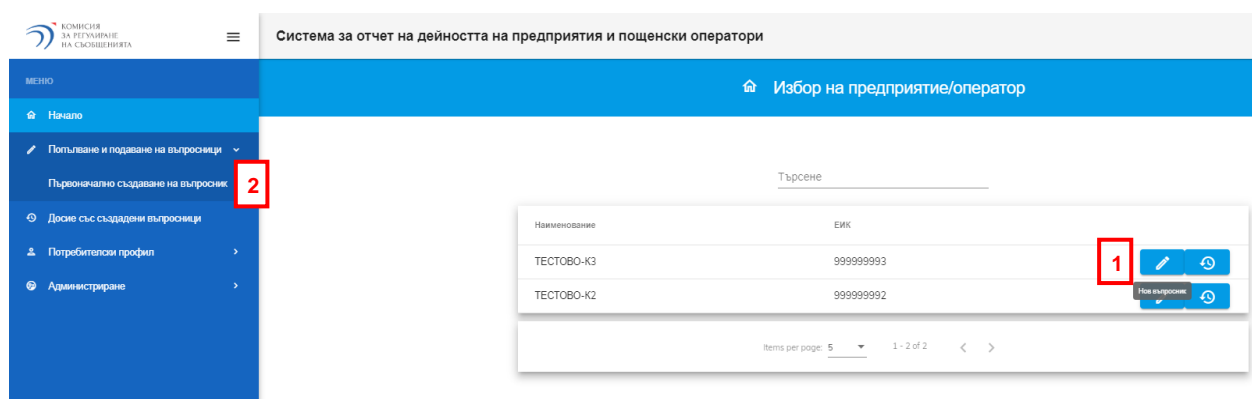 КОМИСИЯ
ЗА РЕГУЛИРАНЕ
НА СЪОБЩЕНИЯТА
Система за отчет на дейността на предприятия и пощенски оператори
МЕНЮ
Начало
Попълване и подаване на въпросници
Първоначално създаване на въпросник
2
Досие със създадени въпросници
Потребителски профил
Администриране
Избор на предприятие/оператор
Търсене
Наименование ЕИК
ТЕСТОВО-К3 999999993
1
Нов въпросник
ТЕСТОВО-К2 999999992
Items per page: 5 1 - 2 of 2